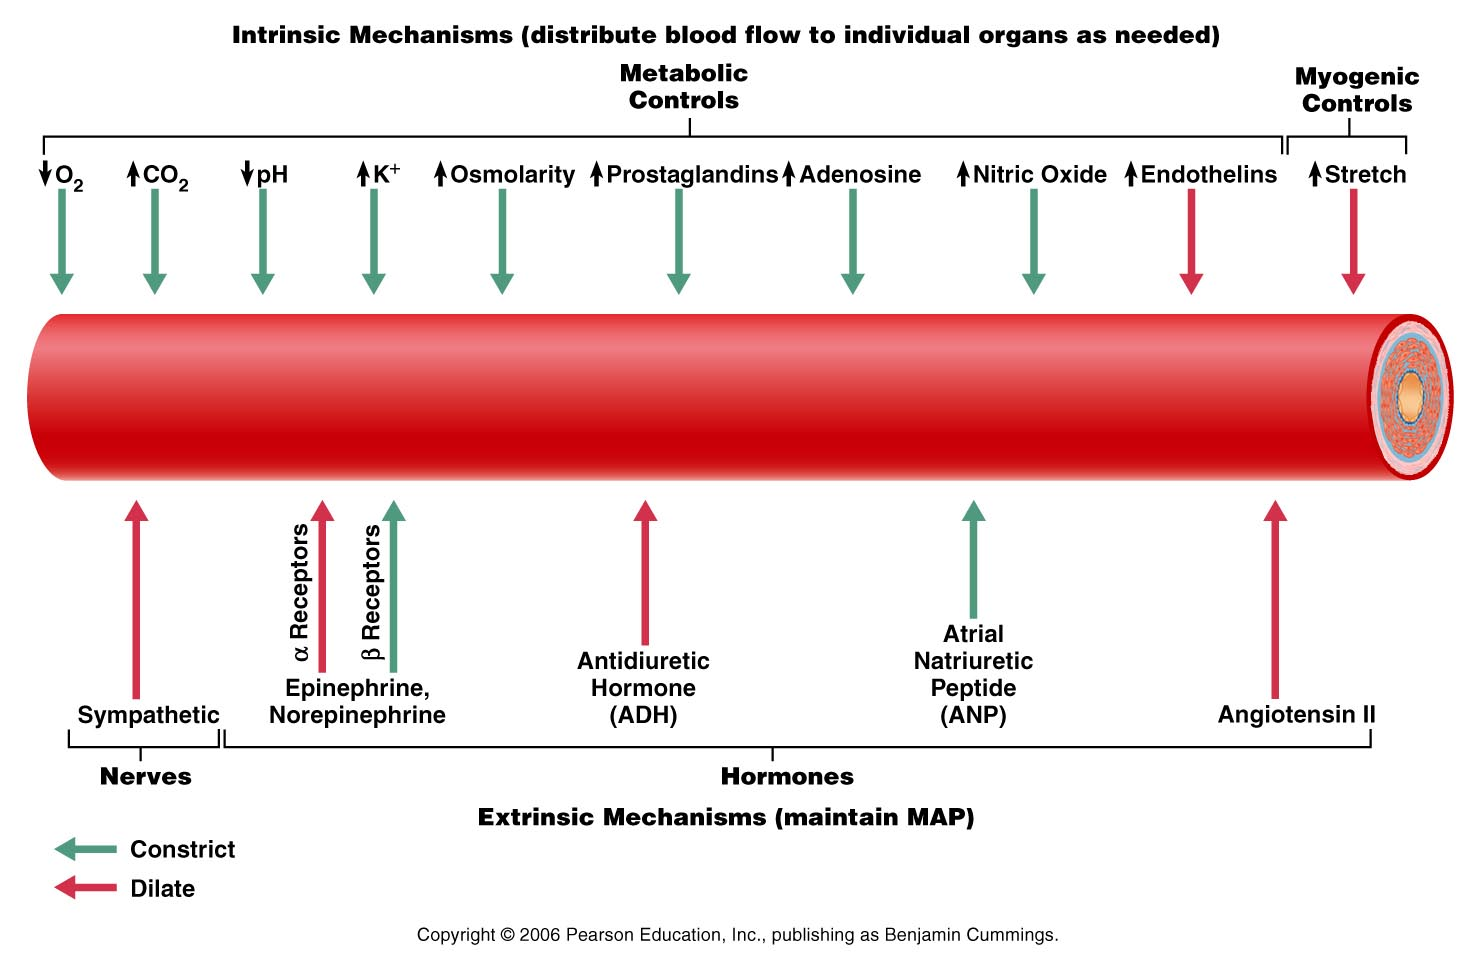 Intrinsic Mechanisms (distribute blood flow to individual organs as needed)
Metabolic
Controls
Myogenic
Controls
↓O₂
↑CO₂
↓pH
↑K⁺
↑Osmolarity
↑Prostaglandins
↑Adenosine
↑Nitric Oxide
↑Endothelins
↑Stretch
α Receptors
β Receptors
Sympathetic
Epinephrine,
Norepinephrine
Antidiuretic
Hormone
(ADH)
Atrial
Natriuretic
Peptide
(ANP)
Angiotensin II
Nerves
Hormones
Extrinsic Mechanisms (maintain MAP)
Constrict
Dilate
Copyright © 2006 Pearson Education, Inc., publishing as Benjamin Cummings.